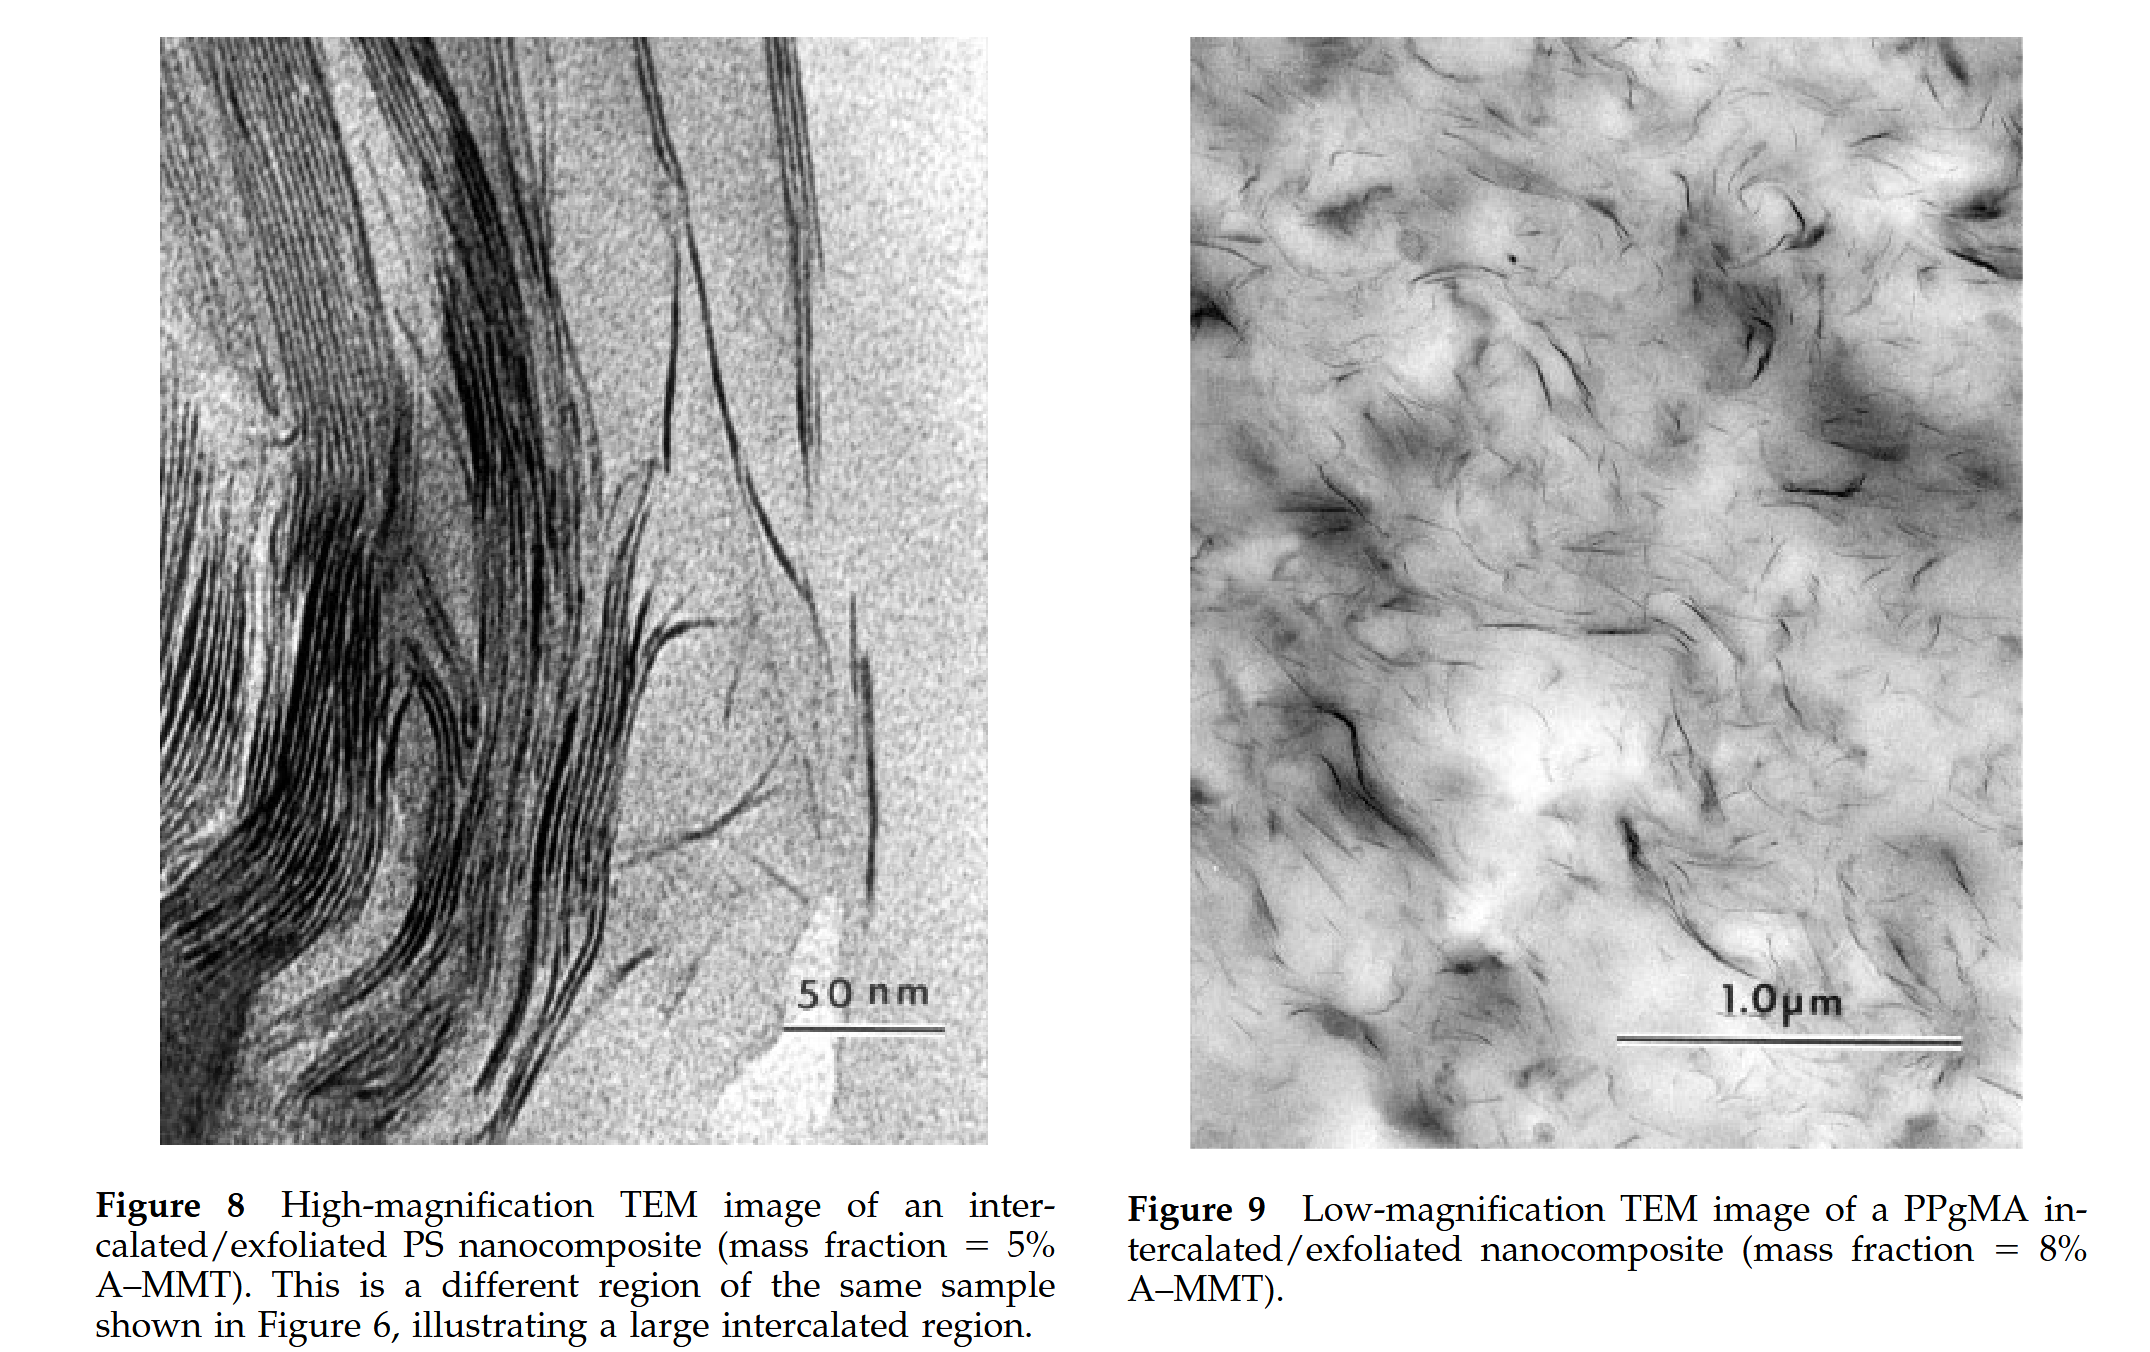 50 nm
Figure 8 High-magnification TEM image of an inter-
calated/exfoliated PS nanocomposite (mass fraction = 5%
A–MMT). This is a different region of the same sample
shown in Figure 6, illustrating a large intercalated region.
1.0μm
Figure 9 Low-magnification TEM image of a PPgMA in-
tercalated/exfoliated nanocomposite (mass fraction = 8%
A–MMT).